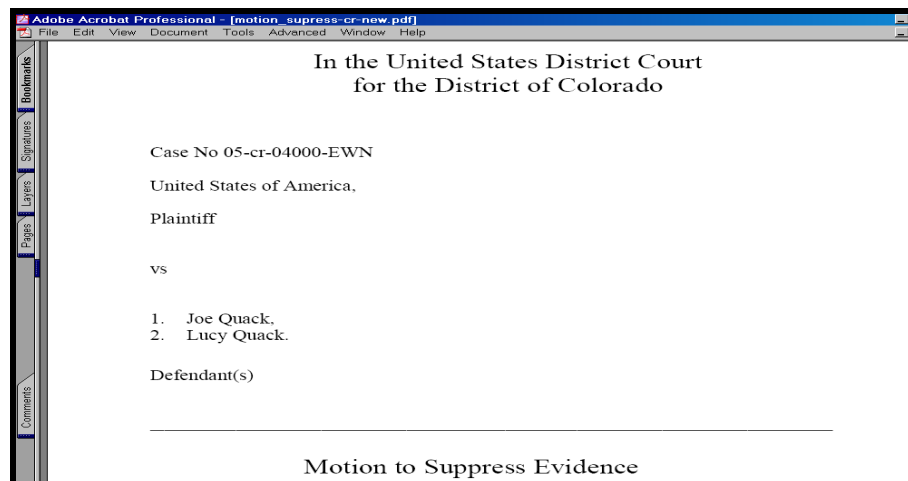 Adobe Acrobat Professional - [motion_supress-cr-new.pdf]
File Edit View Document Tools Advanced Window Help
Bookmarks
Signatures
Layers
Pages
Comments
In the United States District Court
for the District of Colorado
Case No 05-cr-04000-EWN
United States of America,
Plaintiff
vs
1. Joe Quack,
2. Lucy Quack.
Defendant(s)
Motion to Suppress Evidence